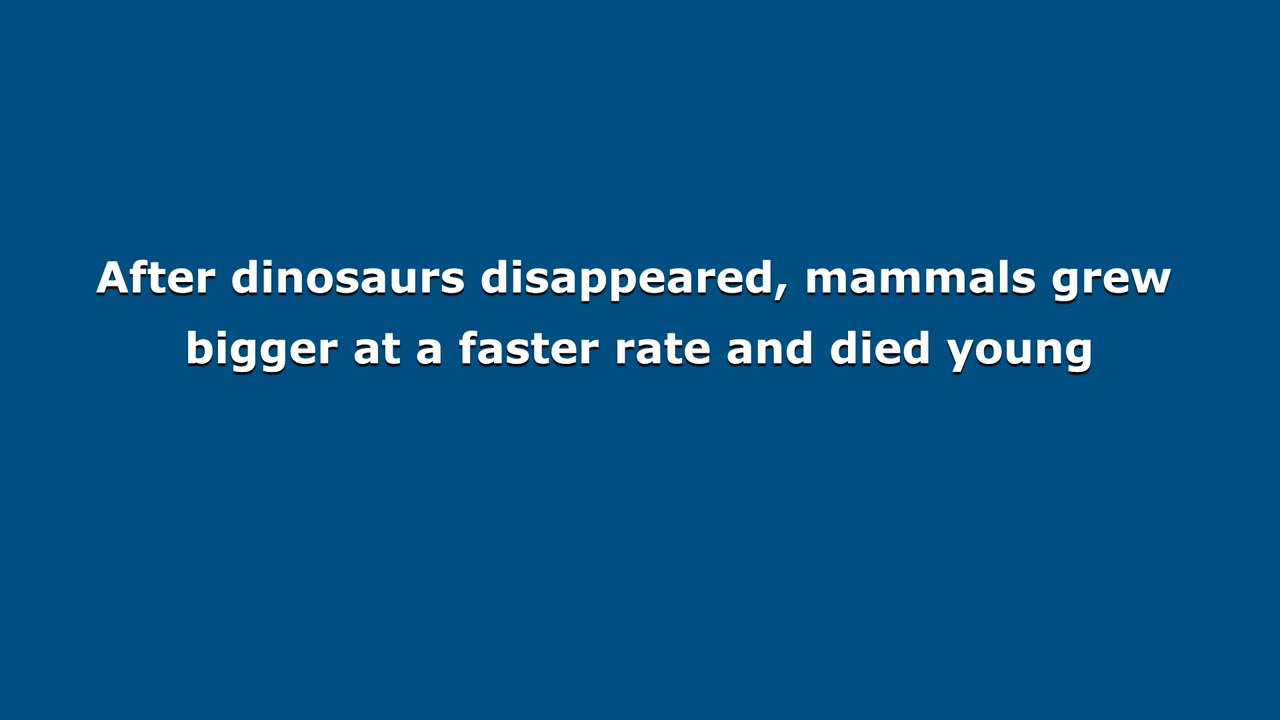 After dinosaurs disappeared, mammals grew
bigger at a faster rate and died young